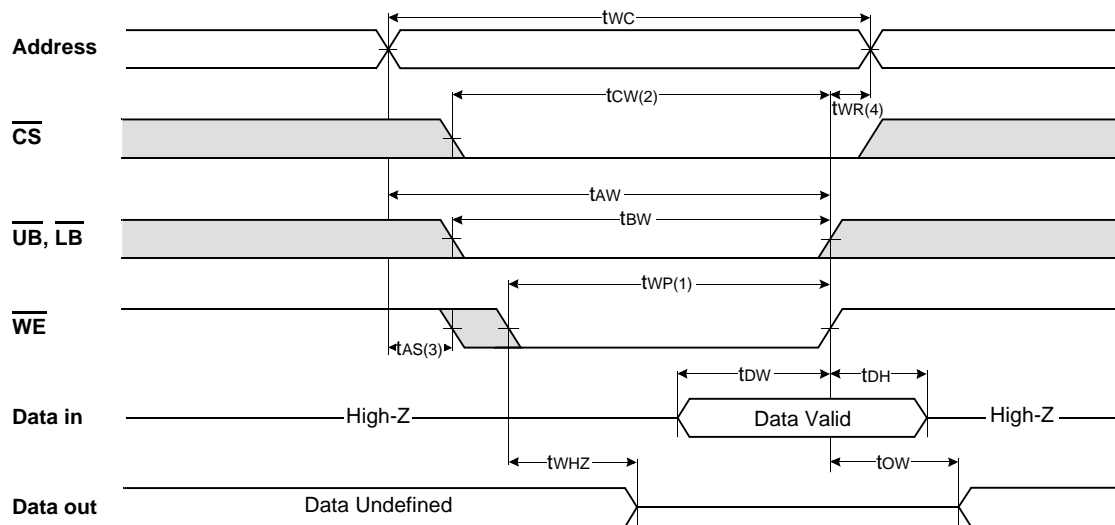 tWC
Address
tCW(2)
tWR(4)
CS
tAW
UB, LB
tBW
tWP(1)
WE
tAS(3)
tDW
tDH
Data in
High-Z
Data Valid
High-Z
tWHZ
tOW
Data out
Data Undefined